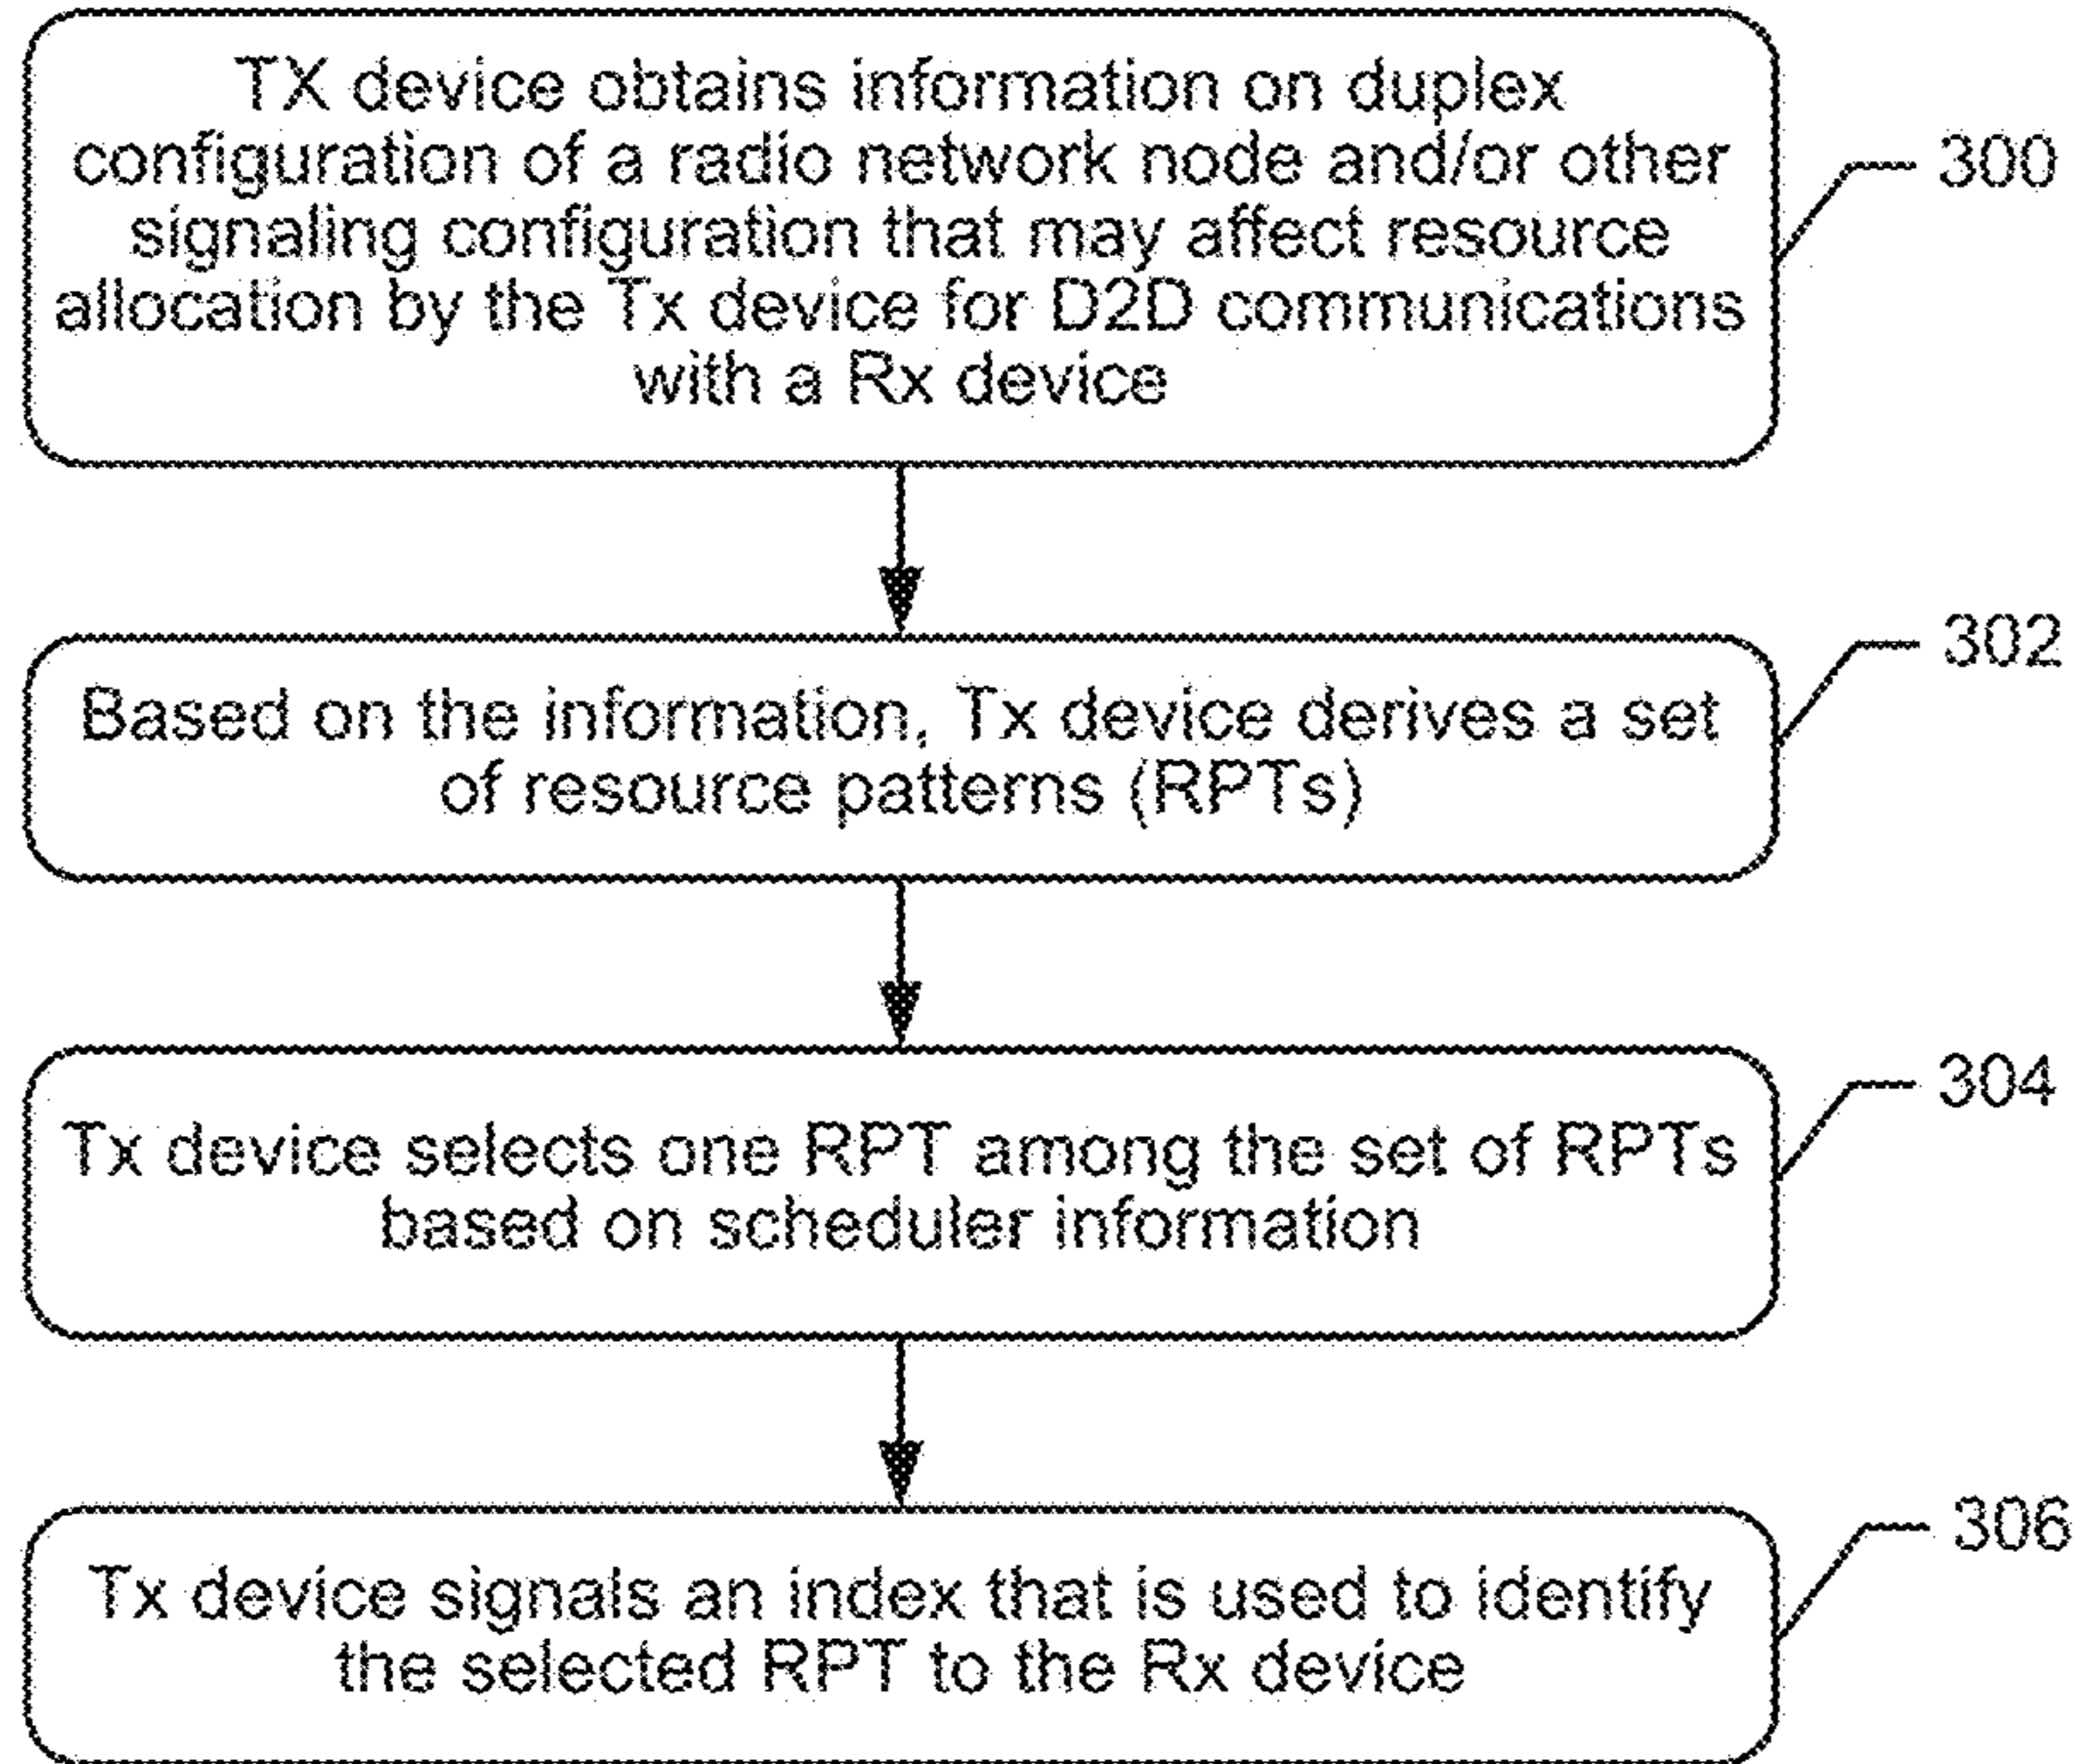 TX device obtains information on duplex
configuration of a radio network node and/or other
signaling configuration that may affect resource
allocation by the Tx device for D2D communications
with a Rx device
300
302
Based on the information, Tx device derives a set
of resource patterns (RPTs)
304
Tx device selects one RPT among the set of RPTs
based on scheduler information
306
Tx device signals an index that is used to identify
the selected RPT to the Rx device